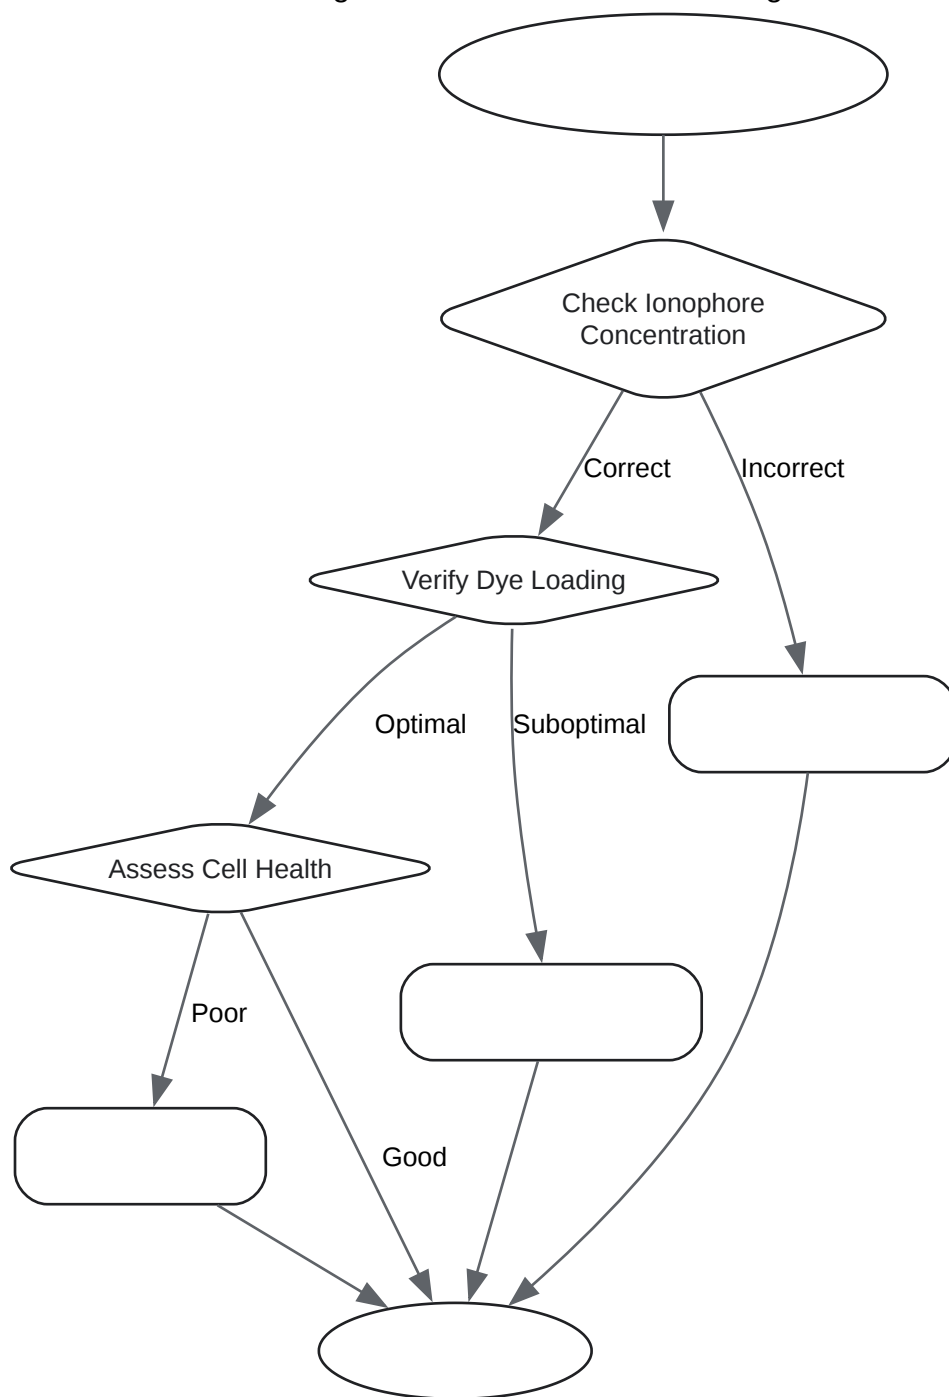 Check Ionophore
Concentration
Correct
Incorrect
Verify Dye Loading
Optimal
Suboptimal
Assess Cell Health
Poor
Good